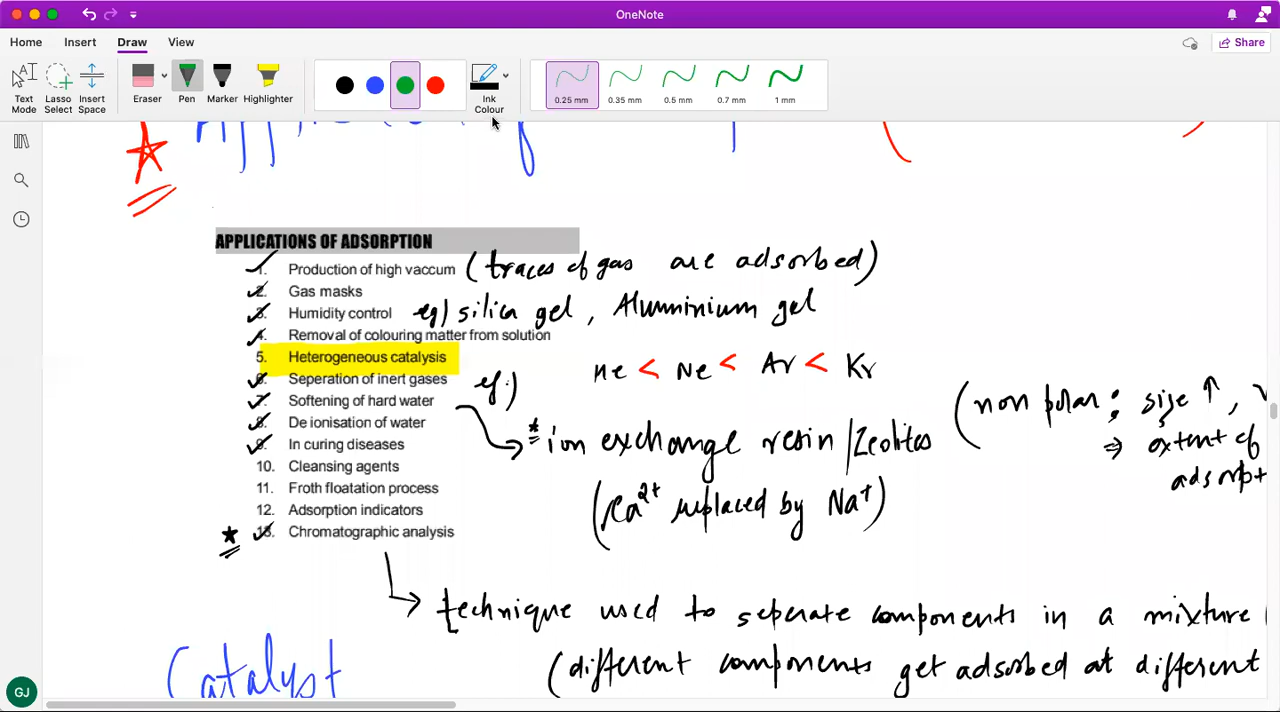 OneNote
Home Insert Draw View
Share
Text Mode
Lasso Select
Insert Space
Eraser
Pen
Marker
Highlighter
Ink Colour
0.25 mm
0.35 mm
0.5 mm
0.7 mm
1 mm
APPLICATIONS OF ADSORPTION
1. Production of high vaccum (traces of gas are adsorbed)
2. Gas masks
3. Humidity control eg) silica gel, Aluminium gel
4. Removal of colouring matter from solution
5. Heterogeneous catalysis
He < Ne < Ar < Kr
6. Seperation of inert gases eg:)
(non polar: size ↑,
7. Softening of hard water
8. De ionisation of water
* ion exchange resin/Zeolites
⇒ extent of
9. In curing diseases
10. Cleansing agents
adsorpt
11. Froth floatation process
(Ca2+ replaced by Na+)
12. Adsorption indicators
13. Chromatographic analysis
technique used to seperate components in a mixture (
(different components get adsorbed at different
Catalyst
GJ